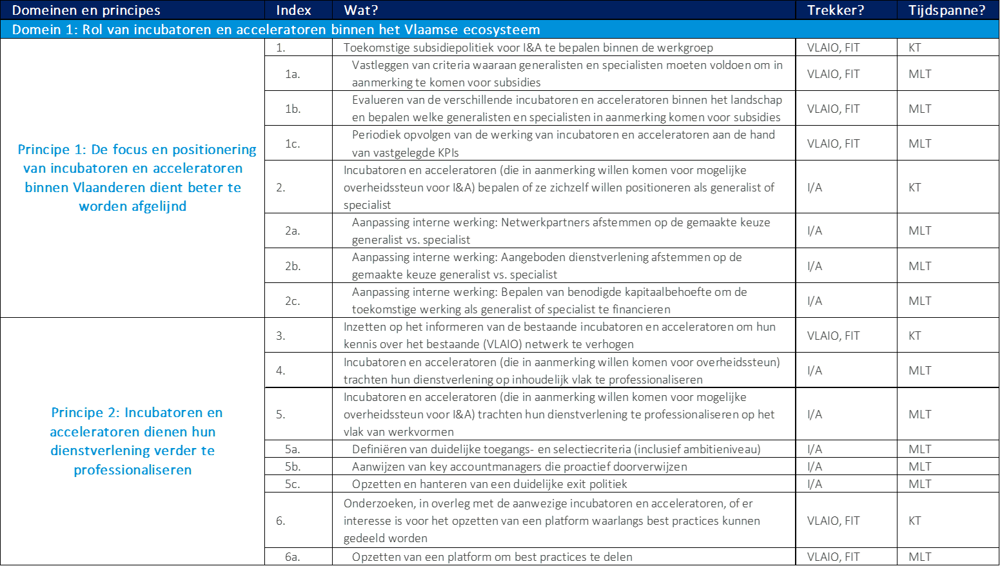 Domeinen en principes Index Wat? Trekker? Tijdspanne?
Domein 1: Rol van incubatoren en acceleratoren binnen het Vlaamse ecosysteem
Principe 1: De focus en positionering
van incubatoren en acceleratoren
binnen Vlaanderen dient beter te
worden afgelijnd
1. Toekomstige subsidiepolitiek voor I&A te bepalen binnen de werkgroep VLAIO, FIT KT
1a. Vastleggen van criteria waaraan generalisten en specialisten moeten voldoen om in
aanmerking te komen voor subsidies VLAIO, FIT MLT
1b. Evalueren van de verschillende incubatoren en acceleratoren binnen het landschap
en bepalen welke generalisten en specialisten in aanmerking komen voor subsidies VLAIO, FIT MLT
1c. Periodiek opvolgen van de werking van incubatoren en acceleratoren aan de hand
van vastgelegde KPIs VLAIO, FIT MLT
Incubatoren en acceleratoren (die in aanmerking willen komen voor mogelijke
2. overheidssteun voor I&A) bepalen of ze zichzelf willen positioneren als generalist of I/A KT
specialist
2a. Aanpassing interne werking: Netwerkpartners afstemmen op de gemaakte keuze
generalist vs. specialist I/A MLT
2b. Aanpassing interne werking: Aangeboden dienstverlening afstemmen op de
gemaakte keuze generalist vs. specialist I/A MLT
2c. Aanpassing interne werking: Bepalen van benodigde kapitaalbehoefte om de
toekomstige werking als generalist of specialist te financieren I/A MLT
Principe 2: Incubatoren en
acceleratoren dienen hun
dienstverlening verder te
professionaliseren
3. Inzetten op het informeren van de bestaande incubatoren en acceleratoren om hun
kennis over het bestaande (VLAIO) netwerk te verhogen VLAIO, FIT KT
4. Incubatoren en acceleratoren (die in aanmerking willen komen voor overheidssteun)
trachten hun dienstverlening op inhoudelijk vlak te professionaliseren I/A MLT
Incubatoren en acceleratoren (die in aanmerking willen komen voor mogelijke
5. overheidssteun voor I&A) trachten hun dienstverlening te professionaliseren op het I/A MLT
vlak van werkvormen
5a. Definiëren van duidelijke toegangs- en selectiecriteria (inclusief ambitieniveau) I/A MLT
5b. Aanwijzen van key accountmanagers die proactief doorverwijzen I/A MLT
5c. Opzetten en hanteren van een duidelijke exit politiek I/A MLT
Onderzoeken, in overleg met de aanwezige incubatoren en acceleratoren, of er
6. interesse is voor het opzetten van een platform waarlangs best practices kunnen VLAIO, FIT KT
gedeeld worden
6a. Opzetten van een platform om best practices te delen VLAIO, FIT MLT